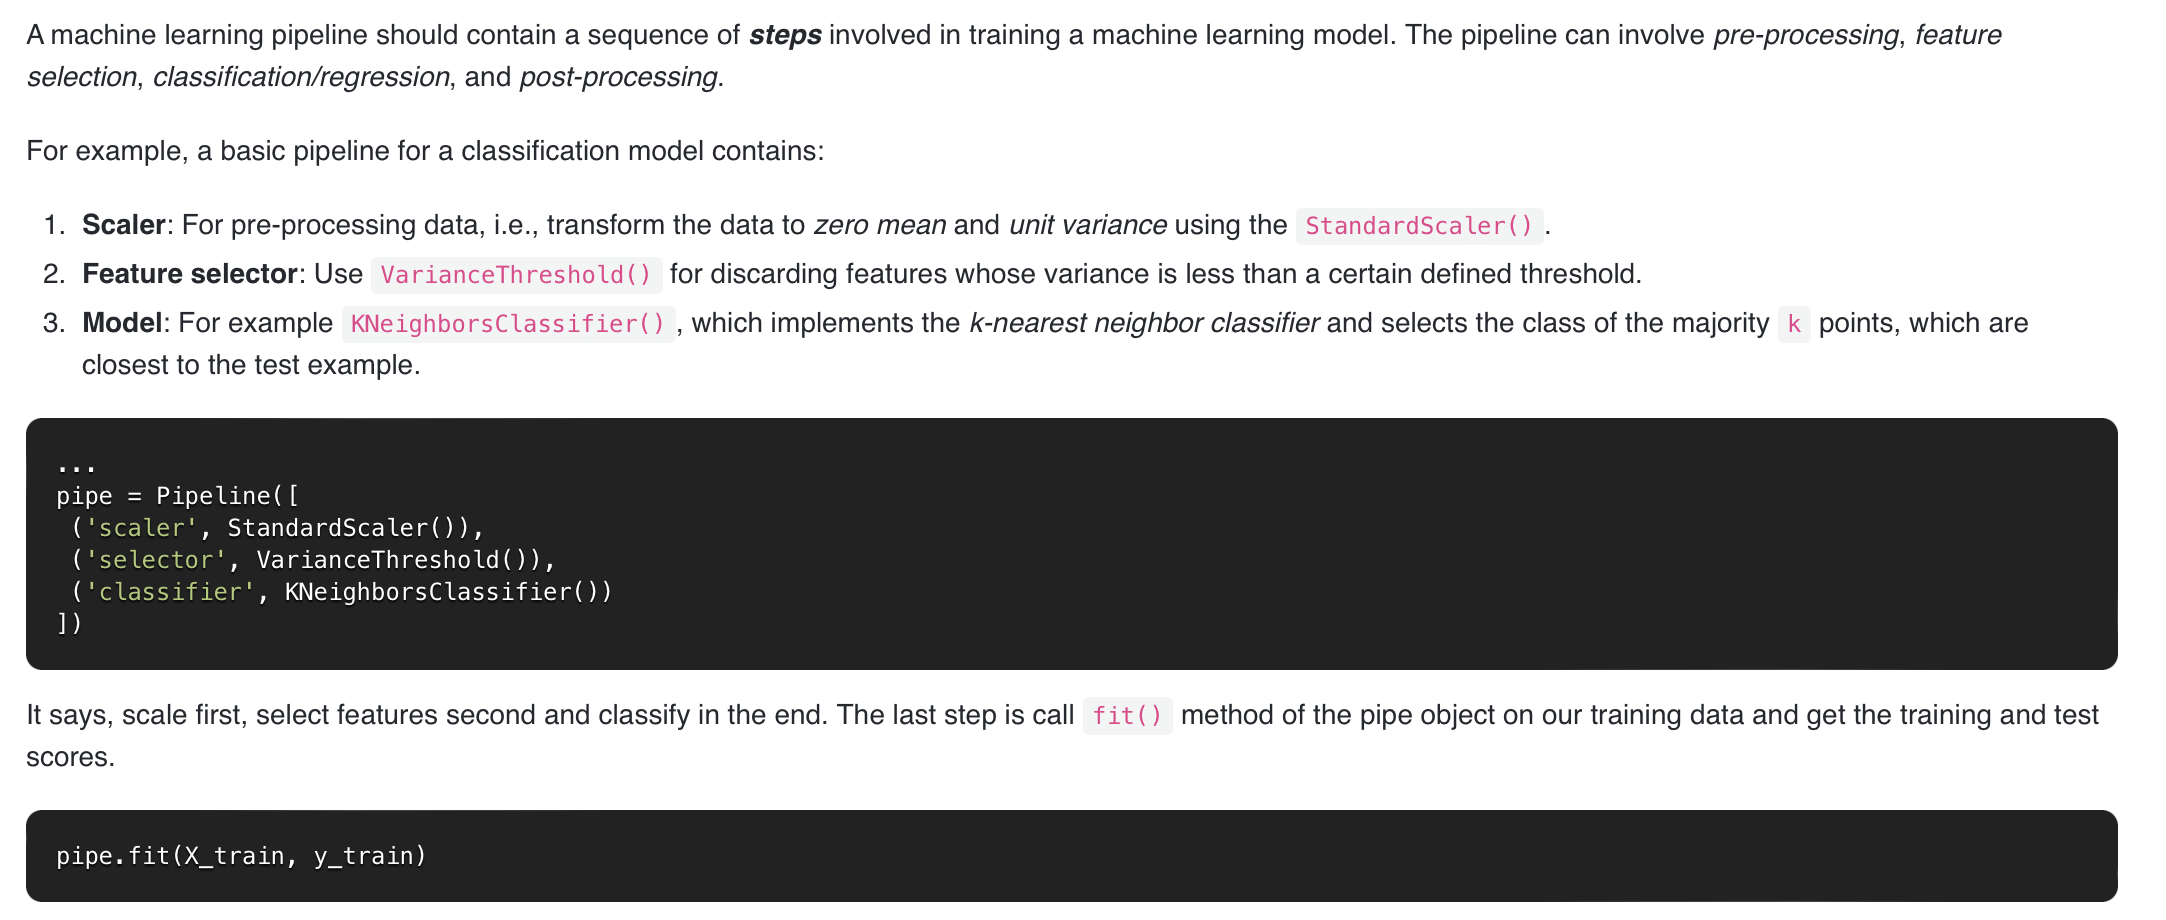 A machine learning pipeline should contain a sequence of steps involved in training a machine learning model. The pipeline can involve pre-processing, feature
selection, classification/regression, and post-processing.
For example, a basic pipeline for a classification model contains:
1. Scaler: For pre-processing data, i.e., transform the data to zero mean and unit variance using the StandardScaler() .
2. Feature selector: Use VarianceThreshold() for discarding features whose variance is less than a certain defined threshold.
3. Model: For example KNeighborsClassifier() , which implements the k-nearest neighbor classifier and selects the class of the majority k points, which are
closest to the test example.
...
pipe = Pipeline([
 ('scaler', StandardScaler()),
 ('selector', VarianceThreshold()),
 ('classifier', KNeighborsClassifier())
])
It says, scale first, select features second and classify in the end. The last step is call fit() method of the pipe object on our training data and get the training and test
scores.
pipe.fit(X_train, y_train)